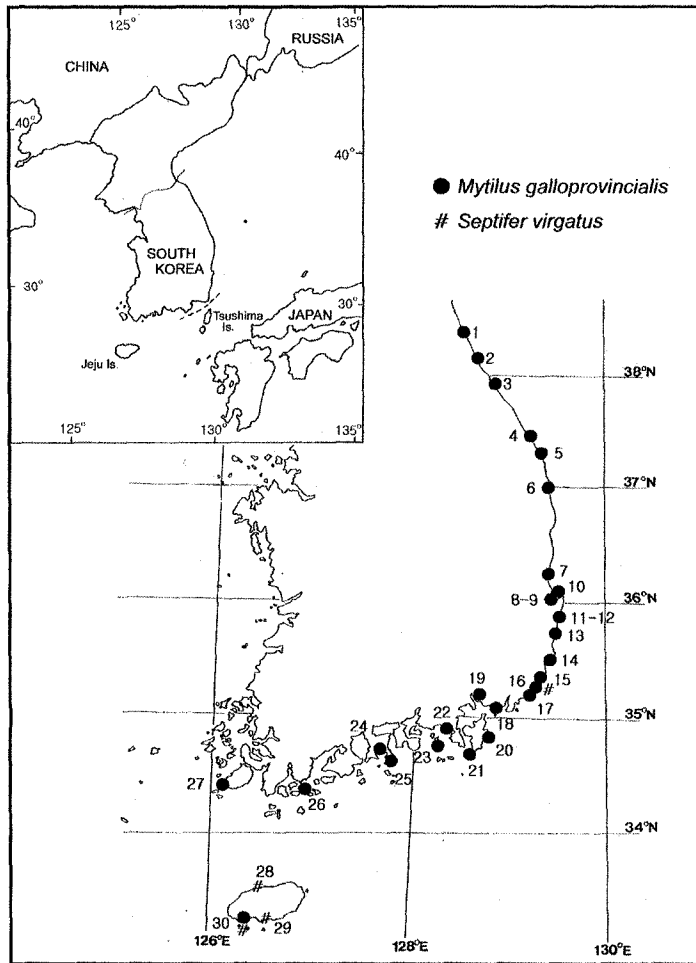 125°
130°
135°
RUSSIA
CHINA
40°
40°
SOUTH
KOREA
30°
30°
Tsushima
Is.
JAPAN
Jeju Is.
125°
130°
135°
● Mytilus galloprovincialis
# Septifer virgatus
1
2
38°N
3
4
5
6
37°N
7
10
8-9
36°N
11-12
13
14
16
15
#
17
19
18
35°N
22
24
23
20
21
25
27
26
34°N
28
#
30
#
#
29
126°E
128°E
130°E